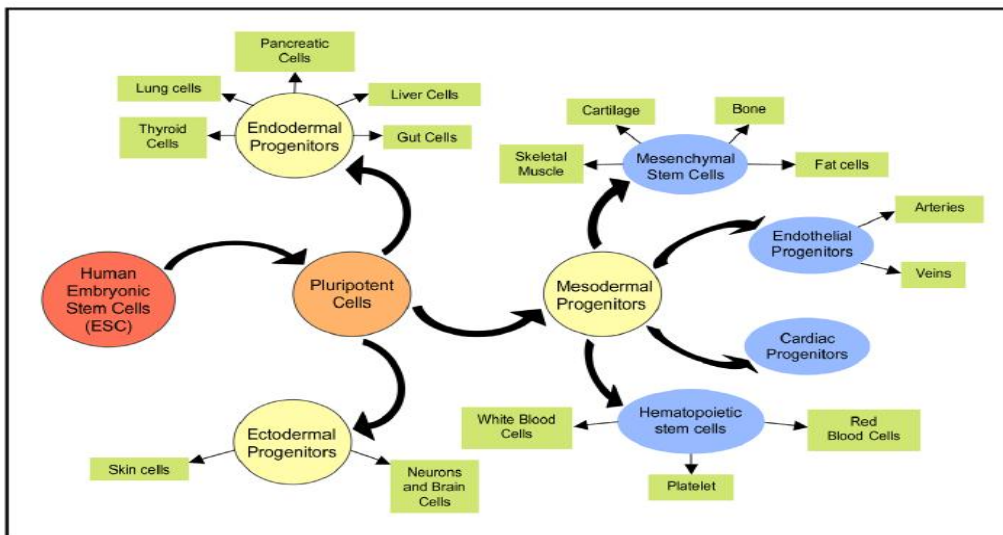 Pancreatic
Cells
Lung cells
Liver Cells
Thyroid
Cells
Endodermal
Progenitors
Gut Cells
Cartilage
Bone
Skeletal
Muscle
Mesenchymal
Stem Cells
Fat cells
Arteries
Endothelial
Progenitors
Veins
Human
Embryonic
Stem Cells
(ESC)
Pluripotent
Cells
Mesodermal
Progenitors
Cardiac
Progenitors
White Blood
Cells
Hematopoietic
stem cells
Red
Blood Cells
Platelet
Ectodermal
Progenitors
Skin cells
Neurons
and Brain
Cells